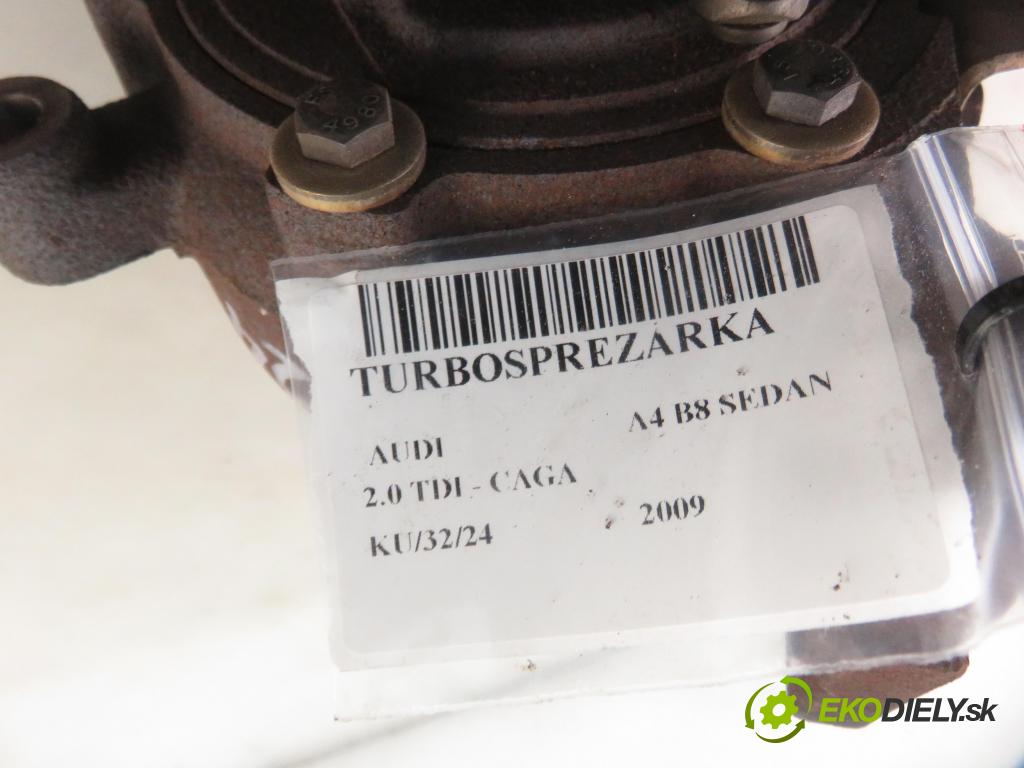 TURBOSPREZARKA
AUDI A4 B8 SEDAN
2.0 TDI - CAGA
KU/32/24 2009
EKODIELY.sk